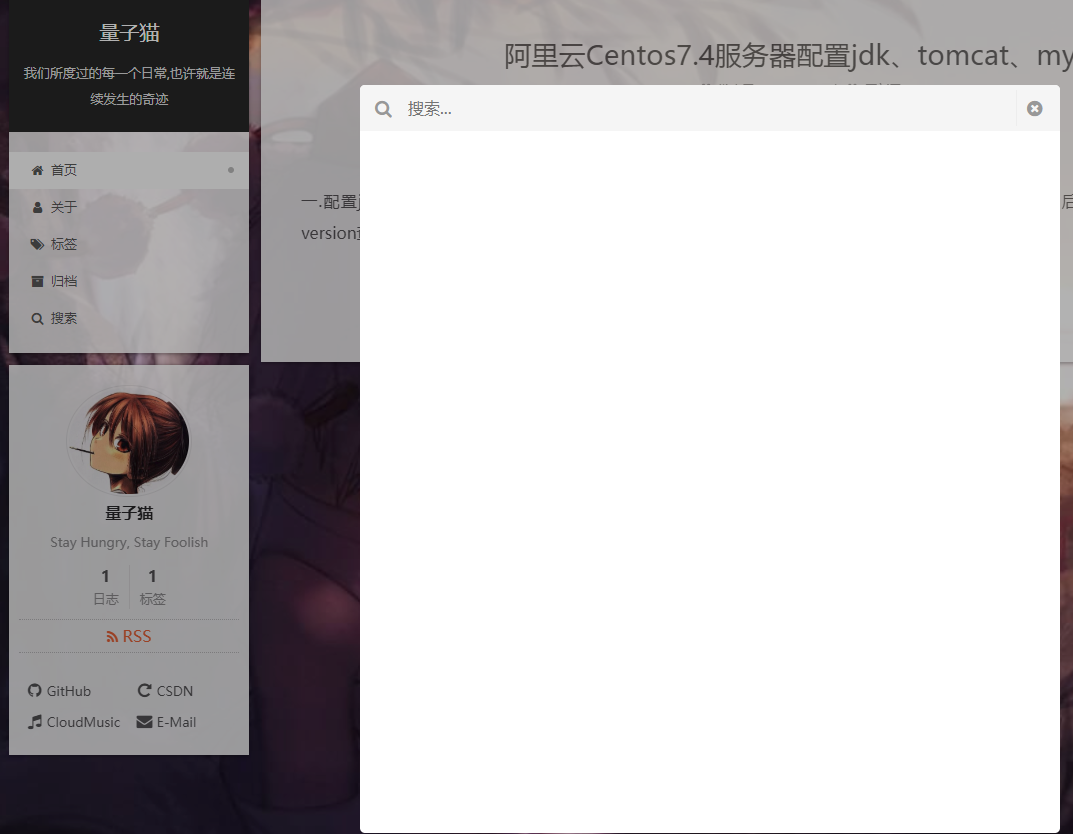 量子猫
我们所度过的每一个日常,也许就是连
续发生的奇迹
首页
关于
标签
归档
搜索
量子猫
Stay Hungry, Stay Foolish
1 1
日志 标签
RSS
GitHub CSDN
CloudMusic E-Mail
阿里云Centos7.4服务器配置jdk、tomcat、my
搜索...
一.配置j 后
version